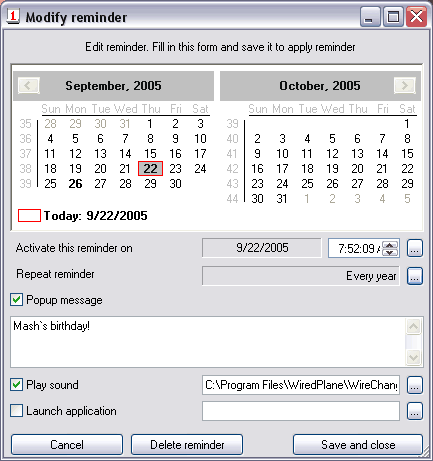 1 Modify reminder
Edit reminder. Fill in this form and save it to apply reminder
September, 2005 October, 2005
Sun Mon Tue Wed Thu Fri Sat Sun Mon Tue Wed Thu Fri Sat
35 28 29 30 31 1 2 3 39 1
36 4 5 6 7 8 9 10 40 2 3 4 5 6 7 8
37 11 12 13 14 15 16 17 41 9 10 11 12 13 14 15
38 18 19 20 21 22 23 24 42 16 17 18 19 20 21 22
39 25 26 27 28 29 30 43 23 24 25 26 27 28 29
44 30 31 1 2 3 4 5
Today: 9/22/2005
Activate this reminder on 9/22/2005 7:52:09 ...
Repeat reminder Every year ...
Popup message
Mash`s birthday!
Play sound C:\Program Files\WiredPlane\WireChan ...
Launch application ...
Cancel Delete reminder Save and close